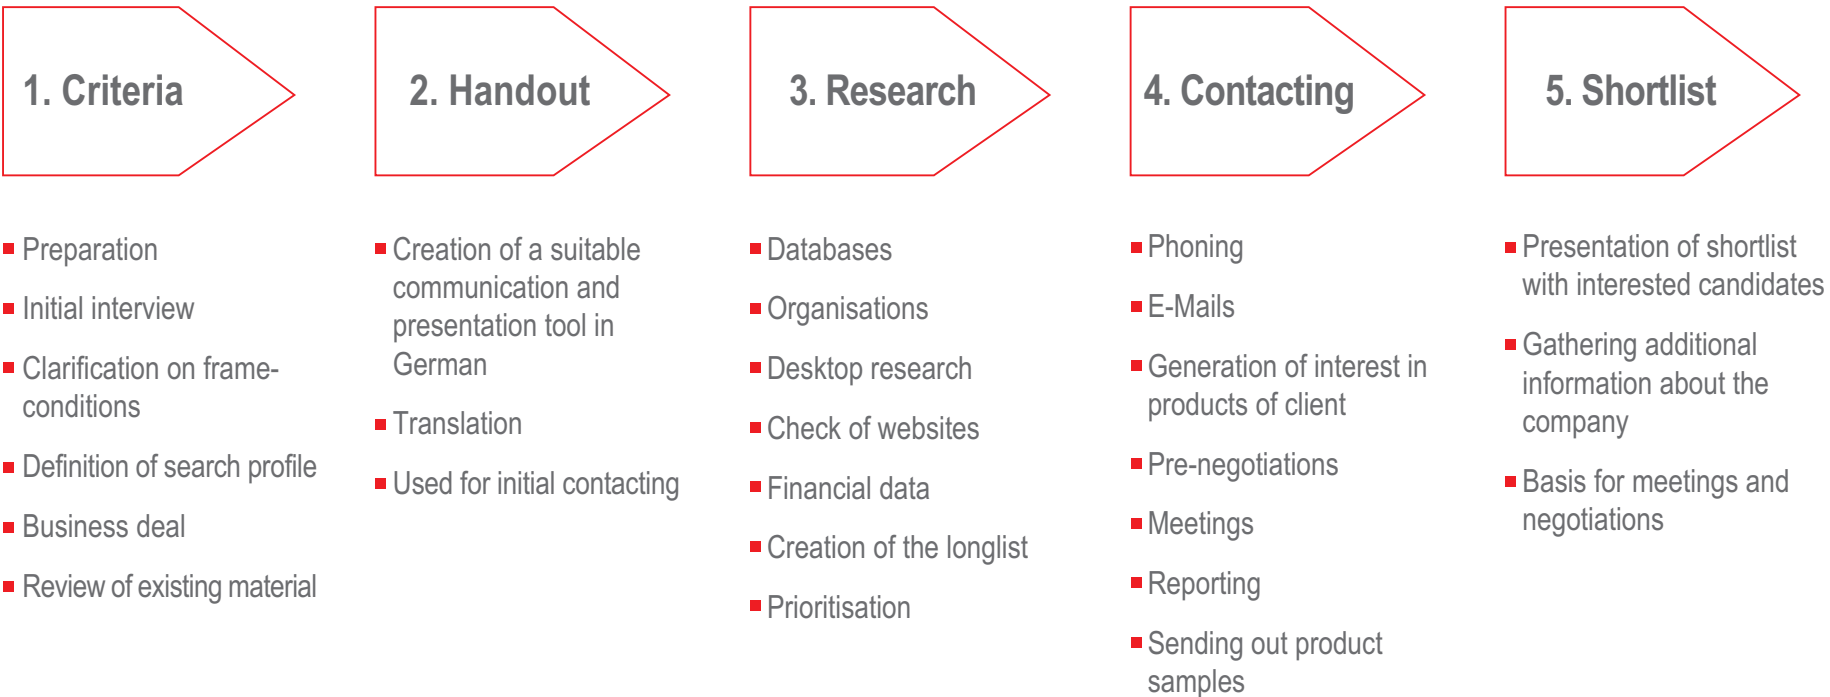 1. Criteria
Preparation
Initial interview
Clarification on frame-
conditions
Definition of search profile
Business deal
Review of existing material
2. Handout
Creation of a suitable
communication and
presentation tool in
German
Translation
Used for initial contacting
3. Research
Databases
Organisations
Desktop research
Check of websites
Financial data
Creation of the longlist
Prioritisation
4. Contacting
Phoning
E-Mails
Generation of interest in
products of client
Pre-negotiations
Meetings
Reporting
Sending out product
samples
5. Shortlist
Presentation of shortlist
with interested candidates
Gathering additional
information about the
company
Basis for meetings and
negotiations